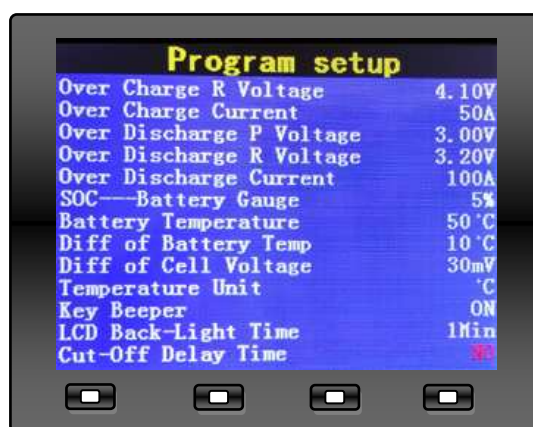 Program setup
Over Charge R Voltage 4.10V
Over Charge Current 50A
Over Discharge P Voltage 3.00V
Over Discharge R Voltage 3.20V
Over Discharge Current 100A
SOC---Battery Gauge 5%
Battery Temperature 50°C
Diff of Battery Temp 10°C
Diff of Cell Voltage 30mV
Temperature Unit °C
Key Beeper ON
LCD Back-Light Time 1Min
Cut-Off Delay Time